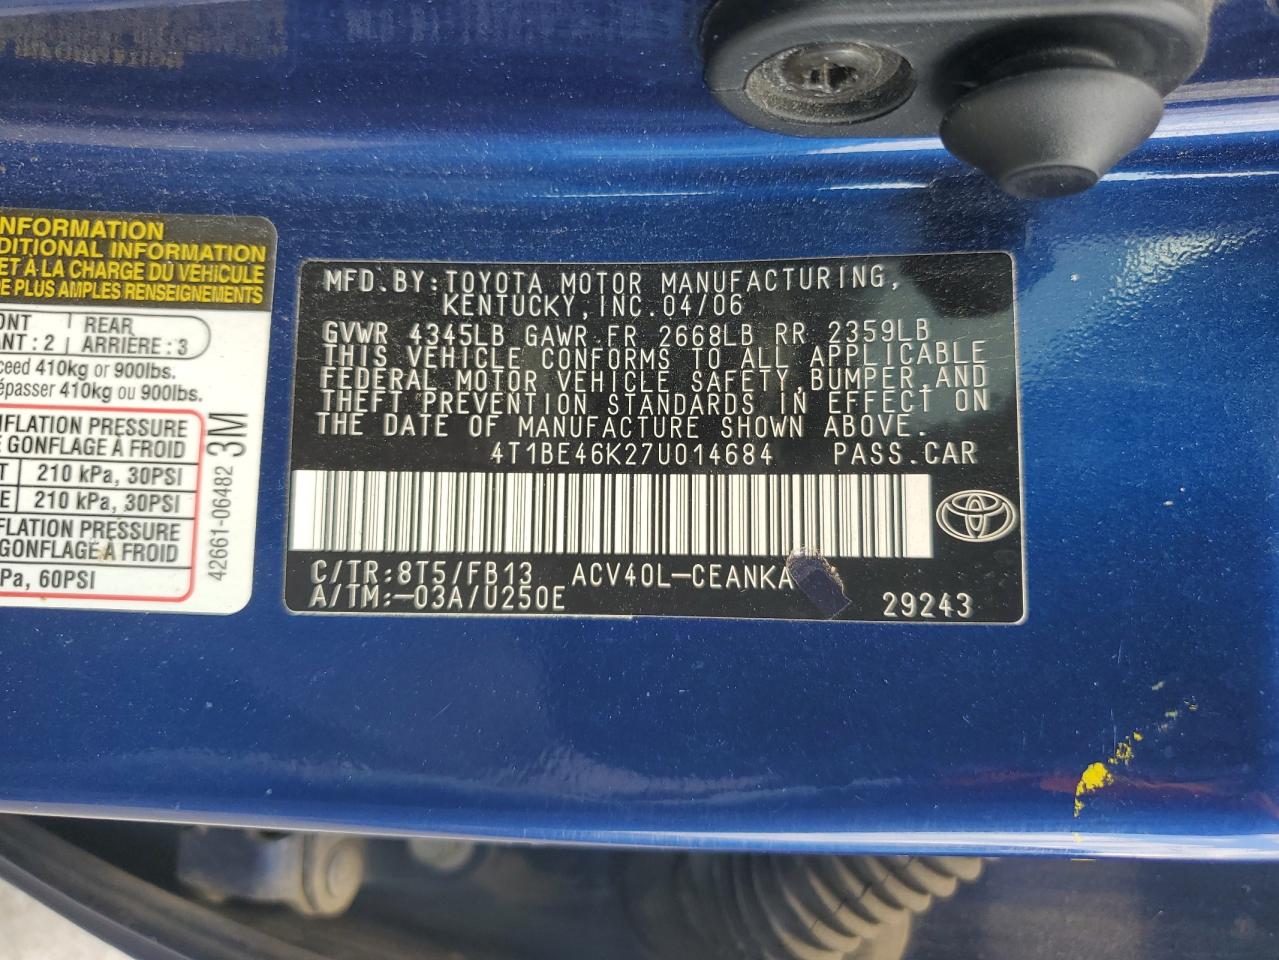 NFORMATION
DITIONAL INFORMATION
ET À LA CHARGE DU VÉHICULE
DE PLUS AMPLES RENSEIGNEMENTS
ONT : 2 REAR
ANT : 2 ARRIÈRE : 3
ceed 410kg or 900lbs.
épasser 410kg ou 900lbs.
FLATION PRESSURE
E GONFLAGE À FROID
T 210 kPa, 30PSI
E 210 kPa, 30PSI
FLATION PRESSURE
GONFLAGE À FROID
Pa, 60PSI
42661-06482 3M
MFD.BY:TOYOTA MOTOR MANUFACTURING,
KENTUCKY,INC.04/06
GVWR 4345LB GAWR FR 2668LB RR 2359LB
THIS VEHICLE CONFORMS TO ALL APPLICABLE
FEDERAL MOTOR VEHICLE SAFETY,BUMPER,AND
THEFT PREVENTION STANDARDS IN EFFECT ON
THE DATE OF MANUFACTURE SHOWN ABOVE.
4T1BE46K27U014684 PASS.CAR
C/TR:8T5/FB13 ACV40L-CEANKA
A/TM:-03A/U250E
29243